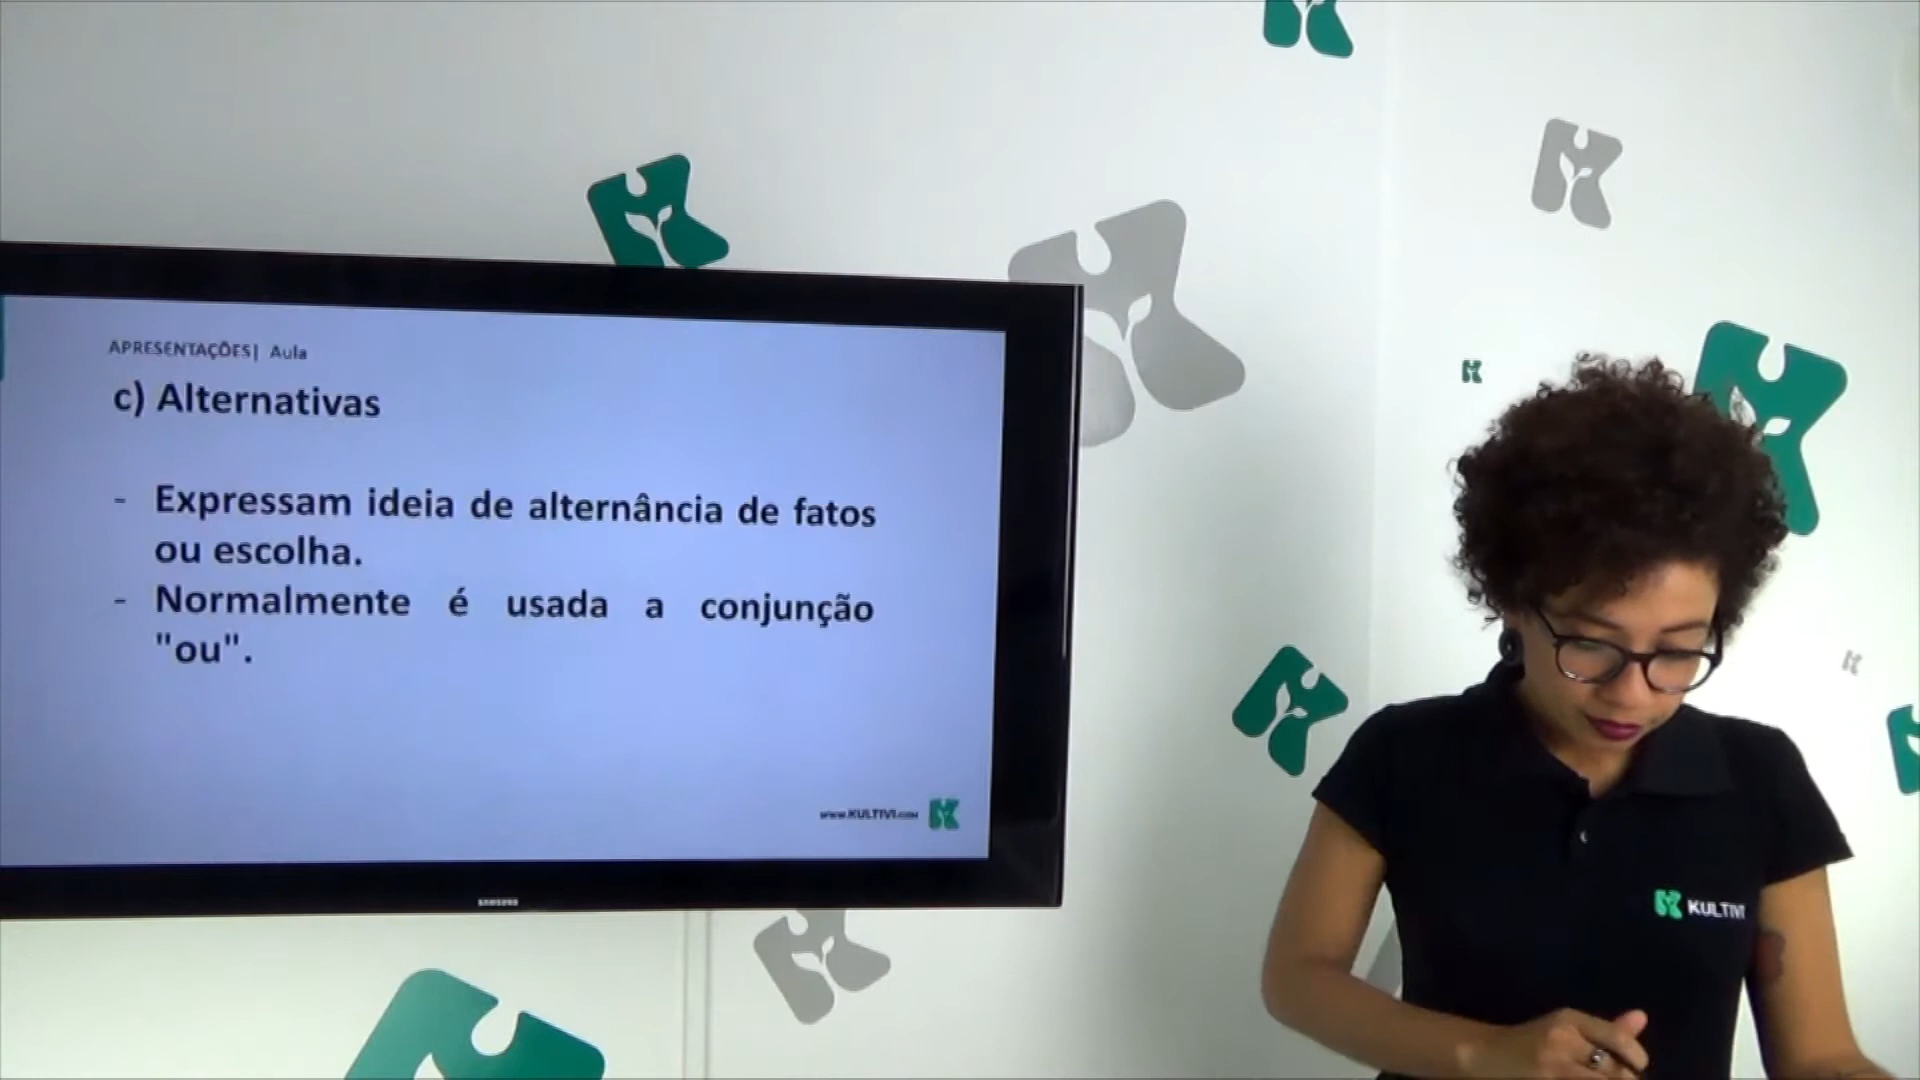 APRESENTAÇÕES| Aula
c) Alternativas
- Expressam ideia de alternância de fatos
ou escolha.
- Normalmente é usada a conjunção
"ou".
www.KULTIVI.com
SAMSUNG
KULTIVI